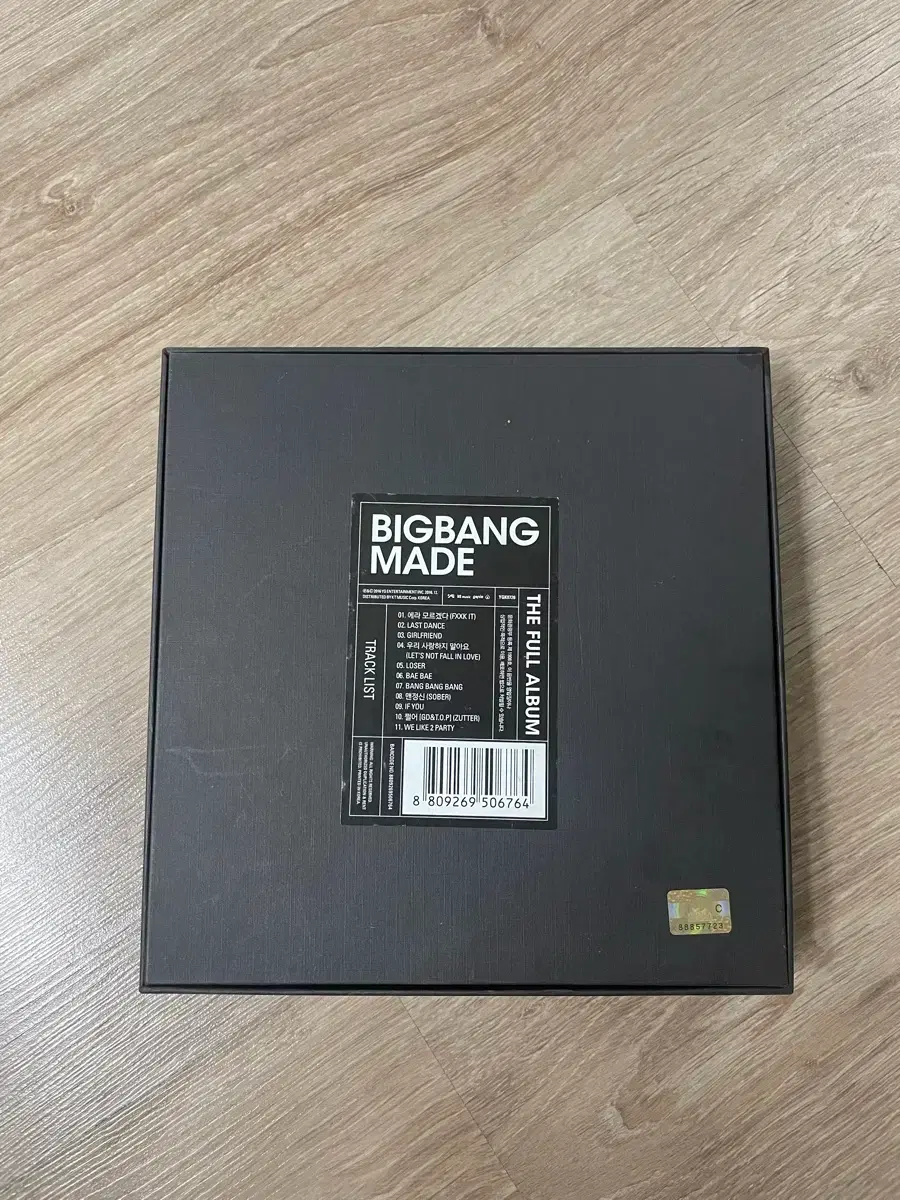 BIGBANG
MADE
THE FULL ALBUM
TRACK LIST
01. 에라 모르겠다 (FXXK IT)
02. LAST DANCE
03. GIRLFRIEND
04. 우리 사랑하지 말아요
(LET'S NOT FALL IN LOVE)
05. LOSER
06. BAE BAE
07. BANG BANG BANG
08. 맨정신 (SOBER)
09. IF YOU
10. 쩔어 [GD&T.O.P] (ZUTTER)
11. WE LIKE 2 PARTY
BARCODE NO. 8809269506764
8 809269 506764
C
88857723